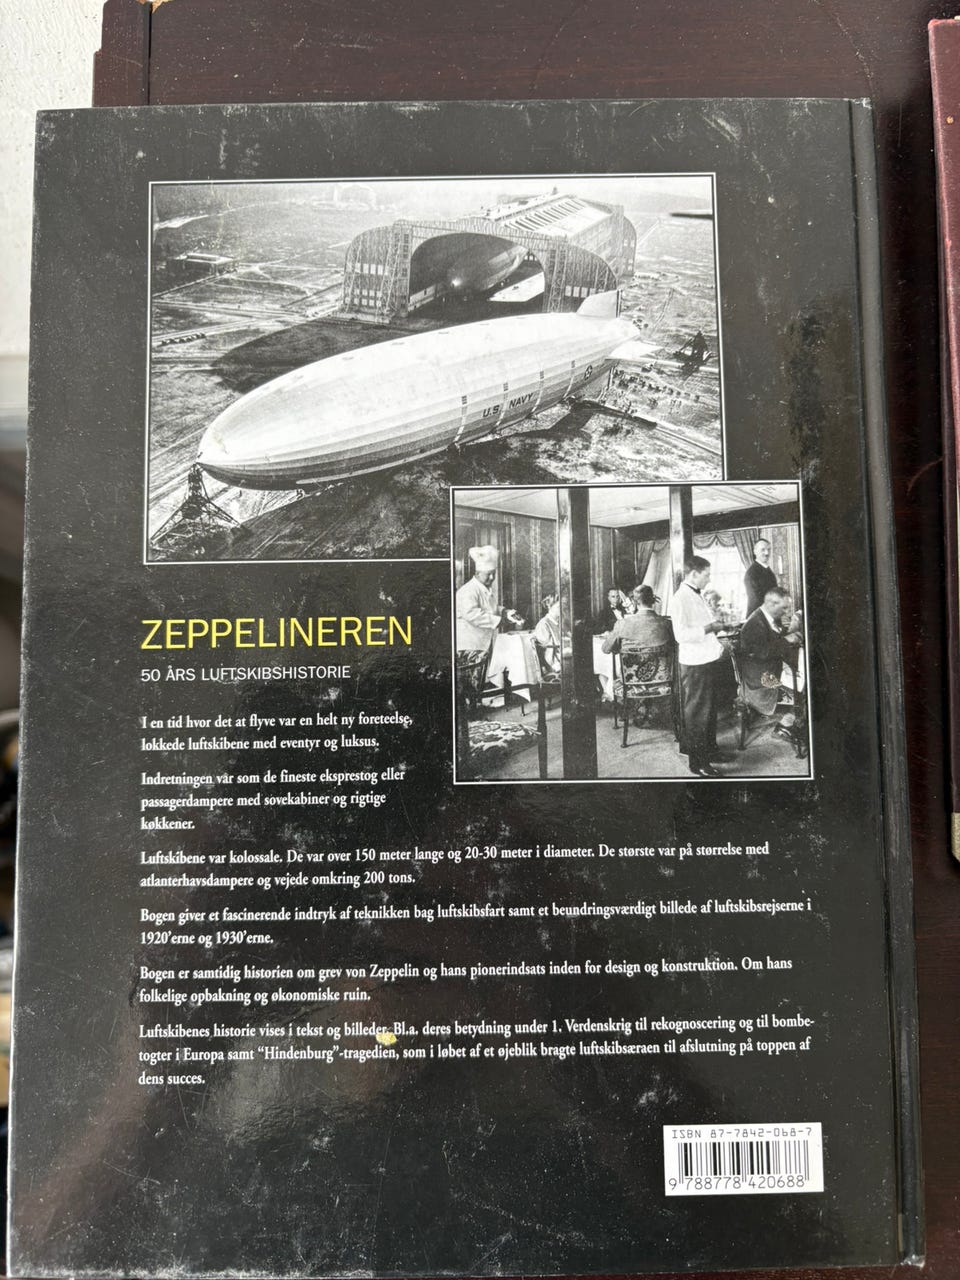 U.S. NAVY
ZEPPELINEREN
50 ÅRS LUFTSKIBSHISTORIE
I en tid hvor det at flyve var en helt ny foreteelse,
lokkede luftskibene med eventyr og luksus.
Indretningen var som de fineste eksprestog eller
passagerdampere med sovekabiner og rigtige
køkkener.
Luftskibene var kolossale. De var over 150 meter lange og 20-30 meter i diameter. De største var på størrelse med
atlanterhavsdampere og vejede omkring 200 tons.
Bogen giver et fascinerende indtryk af teknikken bag luftskibsfart samt et beundringsværdigt billede af luftskibsrejserne i
1920’erne og 1930’erne.
Bogen er samtidig historien om grev von Zeppelin og hans pionerindsats inden for design og konstruktion. Om hans
folkelige opbakning og økonomiske ruin.
Luftskibenes historie vises i tekst og billeder. Bl.a. deres betydning under 1. Verdenskrig til rekognoscering og til bombe-
togter i Europa samt “Hindenburg”-tragedien, som i løbet af et øjeblik bragte luftskibsæraen til afslutning på toppen af
dens succes.
ISBN 87-7842-068-7
9 788778 420688